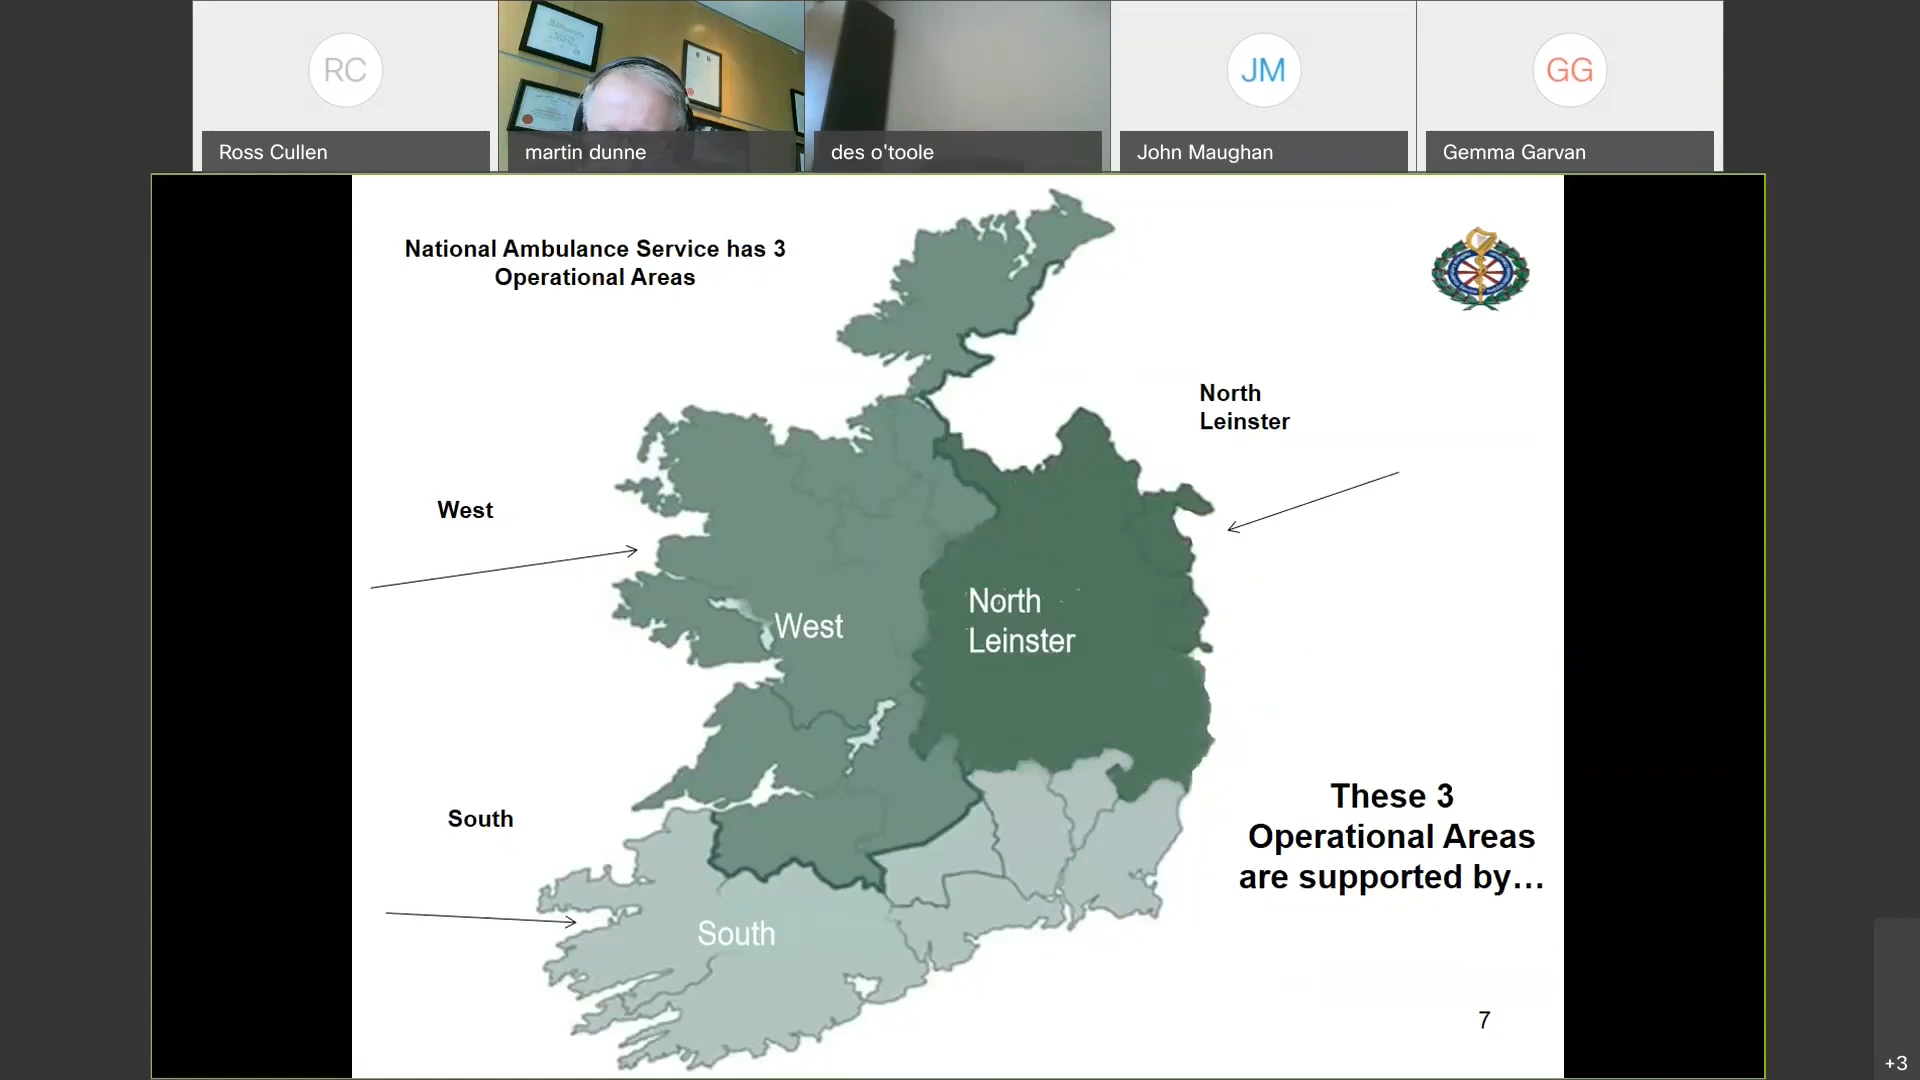 RC
JM
GG
Ross Cullen
martin dunne
des o'toole
John Maughan
Gemma Garvan
National Ambulance Service has 3
Operational Areas
North
Leinster
West
North
Leinster
West
South
These 3
Operational Areas
are supported by…
South
7
+3